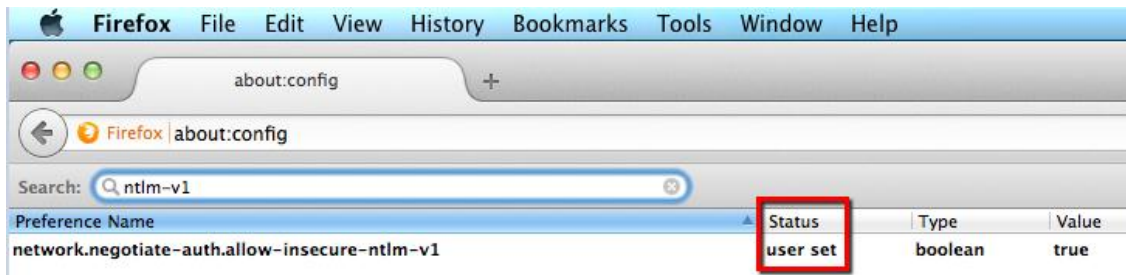 Firefox File Edit View History Bookmarks Tools Window Help
about:config
Firefox about:config
Search: ntlm-v1
Preference Name Status Type Value
network.negotiate-auth.allow-insecure-ntlm-v1 user set boolean true